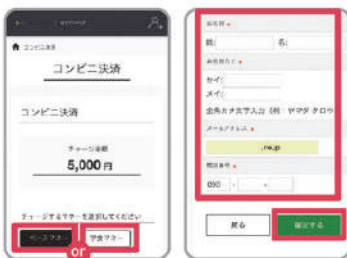 コンビニ決済
コンビニ決済
コンビニ決済
チャージ金額
5,000 円
チャージするマネーを選択してください
ベースマネー
学食マネー
or
お名前
姓:
名:
お名前カナ
セイ:
メイ:
全角カナ文字入力 (例 ヤマダ タロウ
メールアドレス
.ne.jp
電話番号
090 - -
戻る
確定する